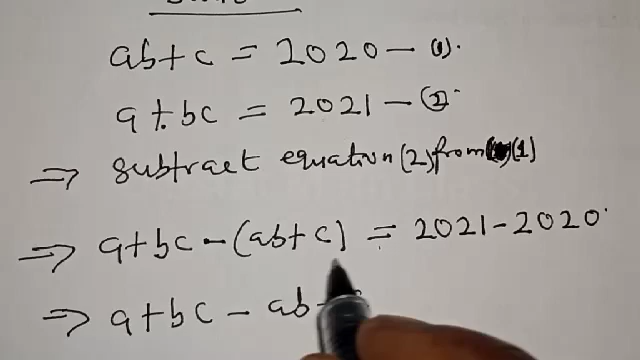 ab+c = 2020 — (1).
a+bc = 2021 — (2).
⇒ subtract equation (2) from (1)
⇒ a+bc - (ab+c) = 2021-2020
⇒ a+bc - ab -